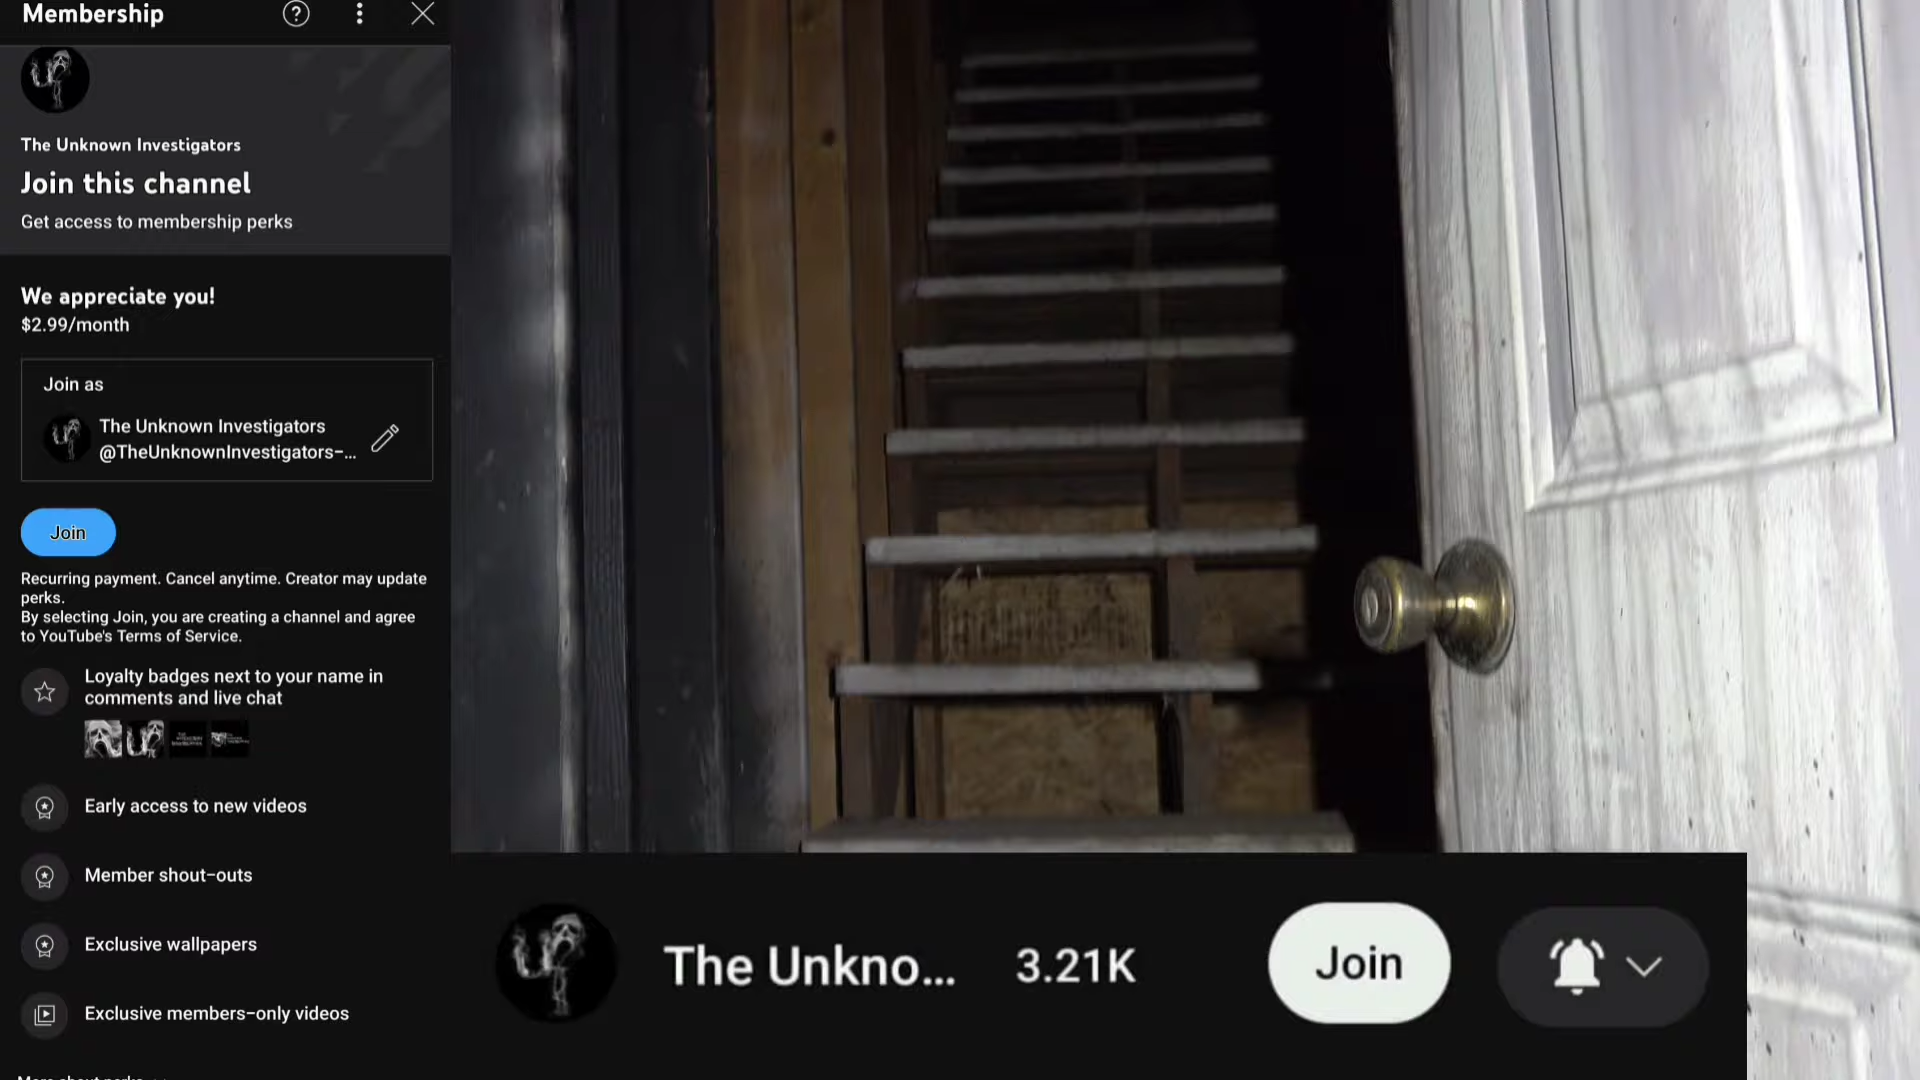 Membership
The Unknown Investigators
Join this channel
Get access to membership perks
We appreciate you!
$2.99/month
Join as
The Unknown Investigators
@TheUnknownInvestigators-...
Join
Recurring payment. Cancel anytime. Creator may update
perks.
By selecting Join, you are creating a channel and agree
to YouTube's Terms of Service.
Loyalty badges next to your name in
comments and live chat
Early access to new videos
Member shout-outs
Exclusive wallpapers
Exclusive members-only videos
The Unkno... 3.21K Join